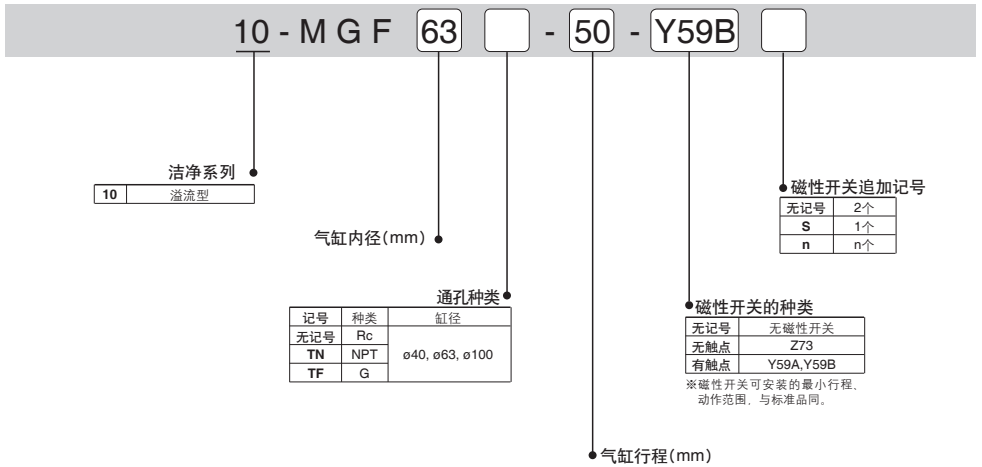 10 - M G F 63 - 50 - Y59B
洁净系列
10 溢流型
磁性开关追加记号
无记号 2个
S 1个
n n个
气缸内径(mm)
通孔种类
记号 种类 缸径
无记号 Rc
TN NPT ø40, ø63, ø100
TF G
磁性开关的种类
无记号 无磁性开关
无触点 Z73
有触点 Y59A,Y59B
※磁性开关可安装的最小行程、
动作范围、与标准品同。
气缸行程(mm)